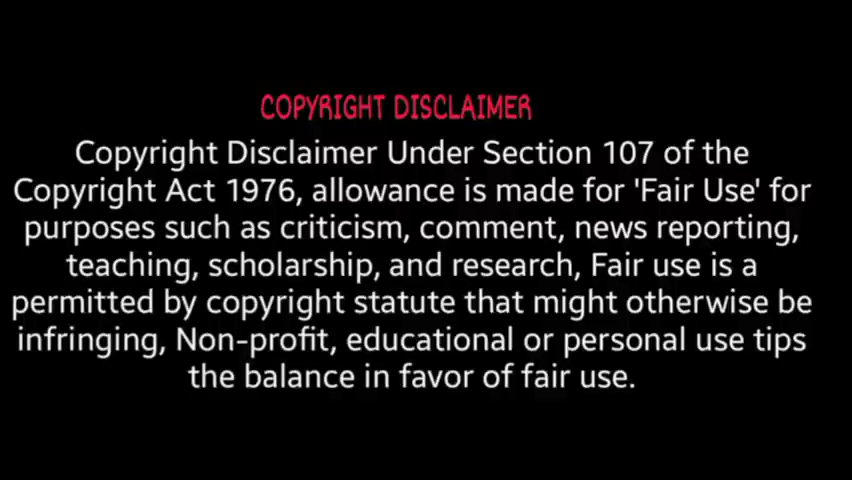 COPYRIGHT DISCLAIMER
Copyright Disclaimer Under Section 107 of the
Copyright Act 1976, allowance is made for 'Fair Use' for
purposes such as criticism, comment, news reporting,
teaching, scholarship, and research, Fair use is a
permitted by copyright statute that might otherwise be
infringing, Non-profit, educational or personal use tips
the balance in favor of fair use.